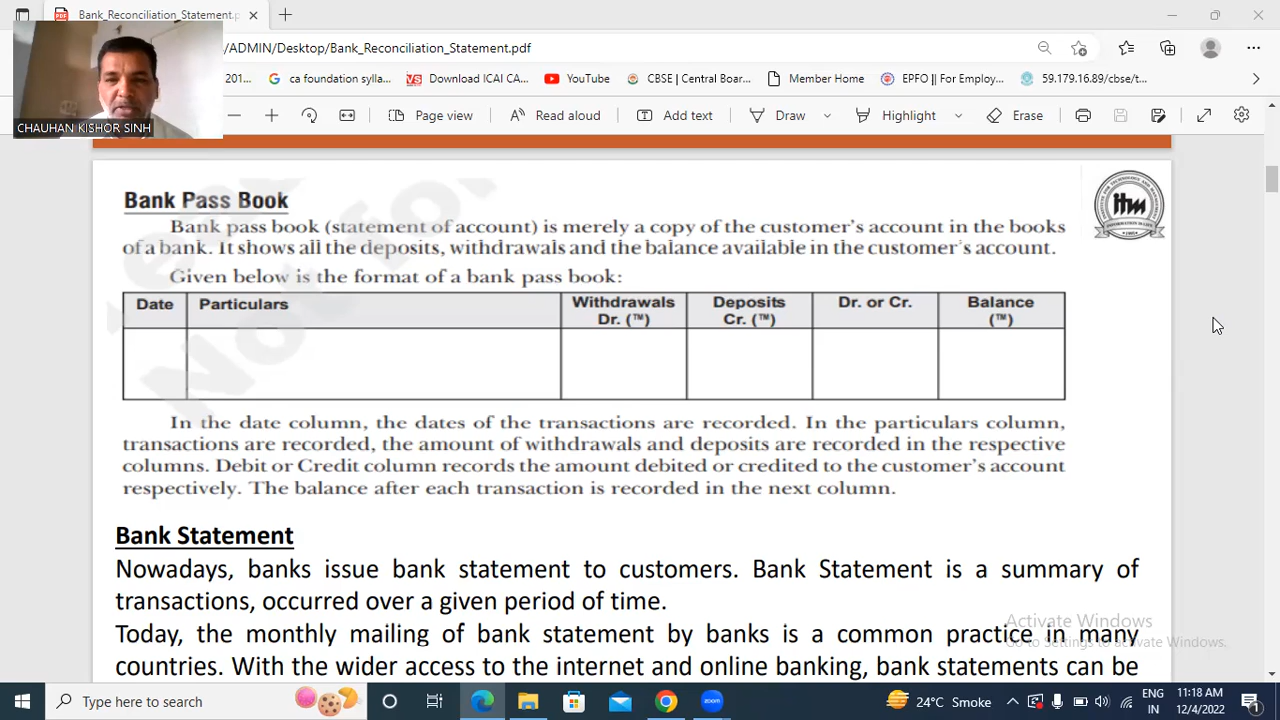 Bank_Reconciliation_Statement.p
/ADMIN/Desktop/Bank_Reconciliation_Statement.pdf
201...
ca foundation sylla...
Download ICAI CA...
YouTube
CBSE | Central Boar...
Member Home
EPFO || For Employ...
59.179.16.89/cbse/t...
CHAUHAN KISHOR SINH
Page view
Read aloud
Add text
Draw
Highlight
Erase
Bank Pass Book
itm
Bank pass book (statement of account) is merely a copy of the customer's account in the books
of a bank. It shows all the deposits, withdrawals and the balance available in the customer's account.
Given below is the format of a bank pass book:
Date Particulars Withdrawals Deposits Dr. or Cr. Balance
Dr. (™) Cr. (™) (™)
In the date column, the dates of the transactions are recorded. In the particulars column,
transactions are recorded, the amount of withdrawals and deposits are recorded in the respective
columns. Debit or Credit column records the amount debited or credited to the customer's account
respectively. The balance after each transaction is recorded in the next column.
Not for
Bank Statement
Nowadays, banks issue bank statement to customers. Bank Statement is a summary of
transactions, occurred over a given period of time.
Today, the monthly mailing of bank statement by banks is a common practice in many
countries. With the wider access to the internet and online banking, bank statements can be
Activate Windows
Go to Settings to activate Windows.
Type here to search
zoom
24°C Smoke
ENG
IN
11:18 AM
12/4/2022
1